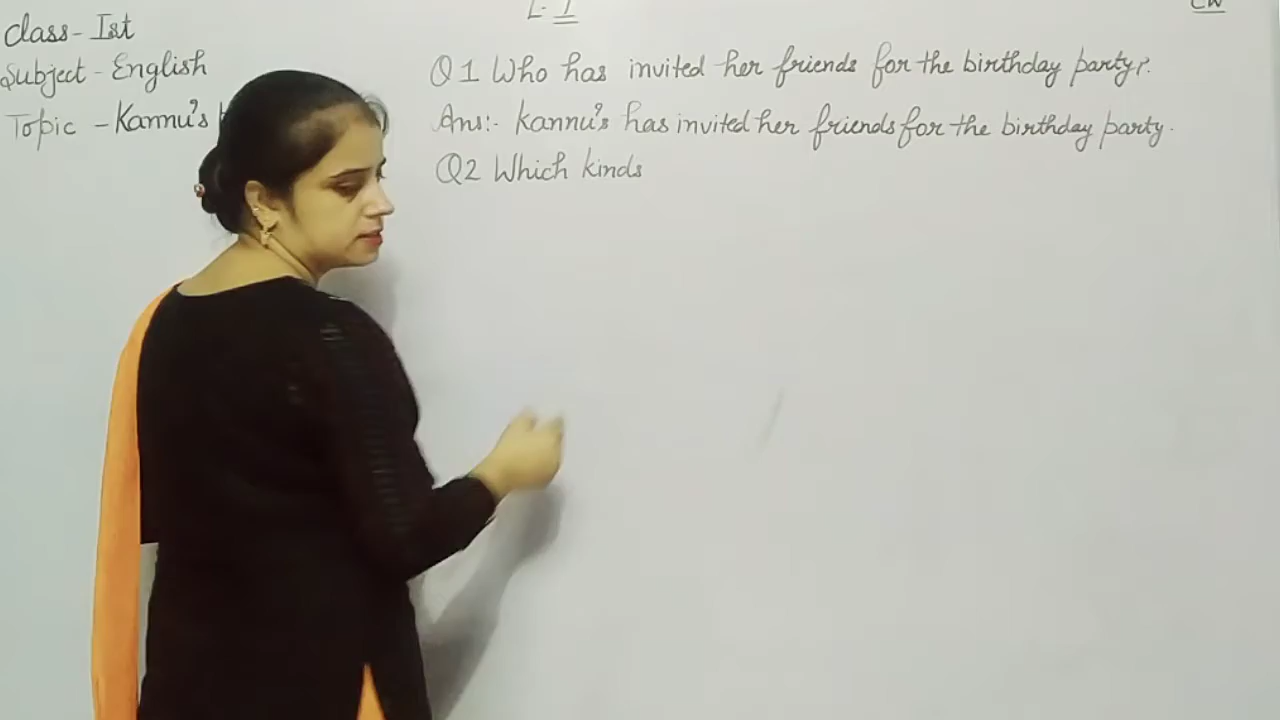 L- I
CW
Class - Ist
Subject - English
Topic - Kannu's
Q1 Who has invited her friends for the birthday party?.
Ans:- Kannu's has invited her friends for the birthday party.
Q2 Which kinds